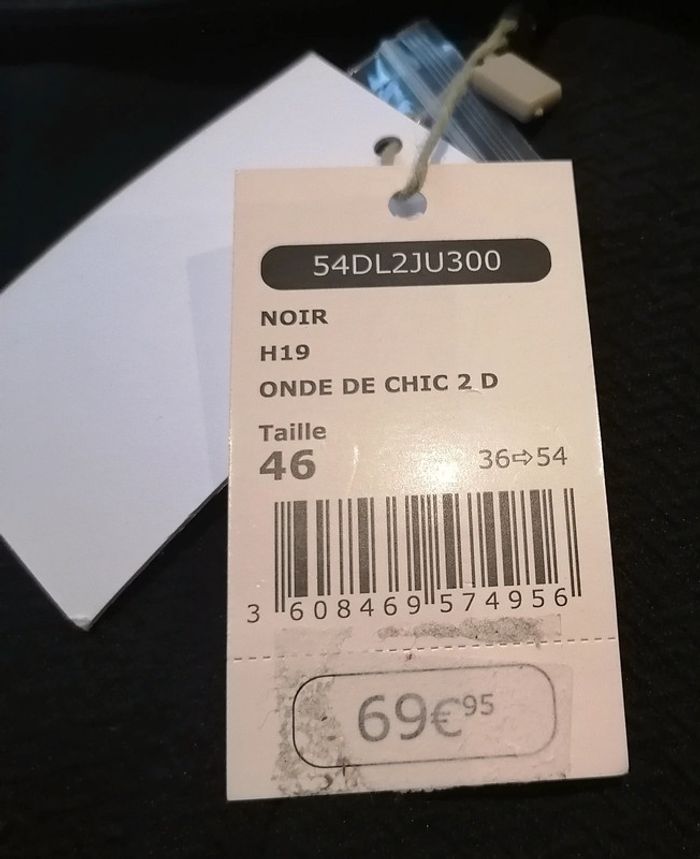 54DL2JU300
NOIR
H19
ONDE DE CHIC 2 D
Taille
46
36⇨54
3 608469 574956
69€95